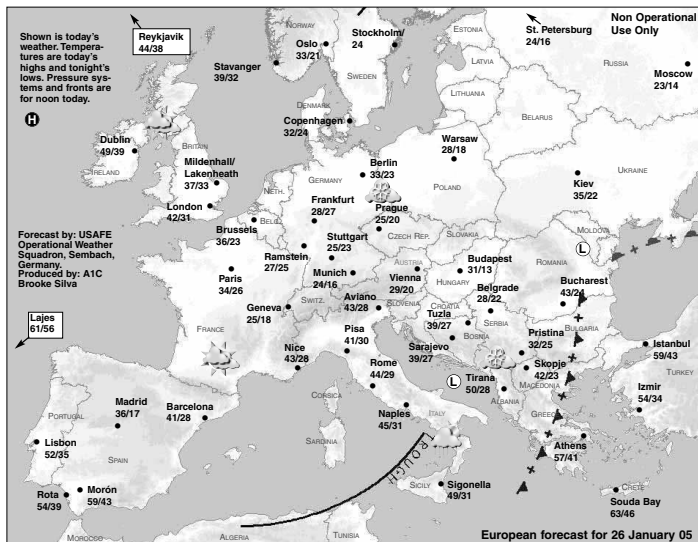 Shown is today's
weather. Tempera-
tures are today's
highs and tonight's
lows. Pressure sys-
tems and fronts are
for noon today.
Reykjavik
44/38
NORWAY
Oslo
33/21
Stockholm/
24
St. Petersburg
24/16
Non Operational
Use Only
ESTONIA
LATVIA
LITHUANIA
RUSSIA
Moscow
23/14
Stavanger
39/32
SWEDEN
DENMARK
Copenhagen
32/24
BELARUS
H
Dublin
49/39
IRELAND
BRITAIN
Mildenhall/
Lakenheath
37/33
London
42/31
NETH.
BELG.
Brussels
36/23
GERMANY
Berlin
33/23
Warsaw
28/18
POLAND
UKRAINE
Kiev
35/22
Frankfurt
28/27
Prague
25/20
CZECH REP.
SLOVAKIA
MOLDOVA
Forecast by: USAFE
Operational Weather
Squadron, Sembach,
Germany.
Produced by: A1C
Brooke Silva
Stuttgart
25/23
Ramstein
27/25
Paris
34/26
Munich
24/16
AUSTRIA
Vienna
29/20
Budapest
31/13
HUNGARY
L
ROMANIA
Bucharest
43/24
Lajes
61/56
Geneva
25/18
SWITZ.
Aviano
43/28
SLOVENIA
CROATIA
Belgrade
28/22
Tuzla
39/27
SERBIA
BOSNIA
BULGARIA
FRANCE
Nice
43/28
Pisa
41/30
Sarajevo
39/27
Pristina
32/25
Skopje
42/23
MACEDONIA
Istanbul
59/43
TURKEY
Rome
44/29
L
Tirana
50/28
ALBANIA
Izmir
54/34
PORTUGAL
Madrid
36/17
Barcelona
41/28
CORSICA
Naples
45/31
ITALY
GREECE
Lisbon
52/35
SPAIN
SARDINIA
TROUGH
Athens
57/41
Rota
54/39
Morón
59/43
SICILY
Sigonella
49/31
CRETE
Souda Bay
63/46
MOROCCO
ALGERIA
TUNISIA
European forecast for 26 January 05